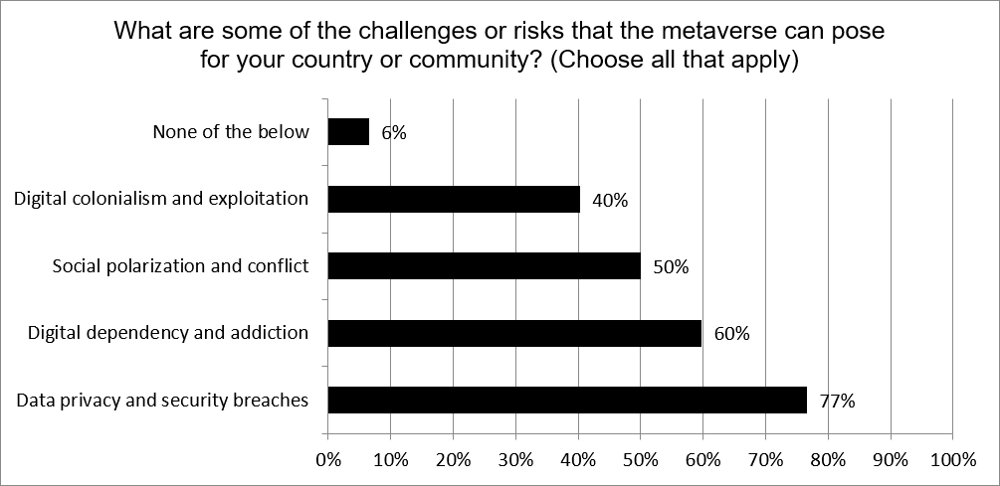 What are some of the challenges or risks that the metaverse can pose
for your country or community? (Choose all that apply)
None of the below
6%
Digital colonialism and exploitation
40%
Social polarization and conflict
50%
Digital dependency and addiction
60%
Data privacy and security breaches
77%
0% 10% 20% 30% 40% 50% 60% 70% 80% 90% 100%